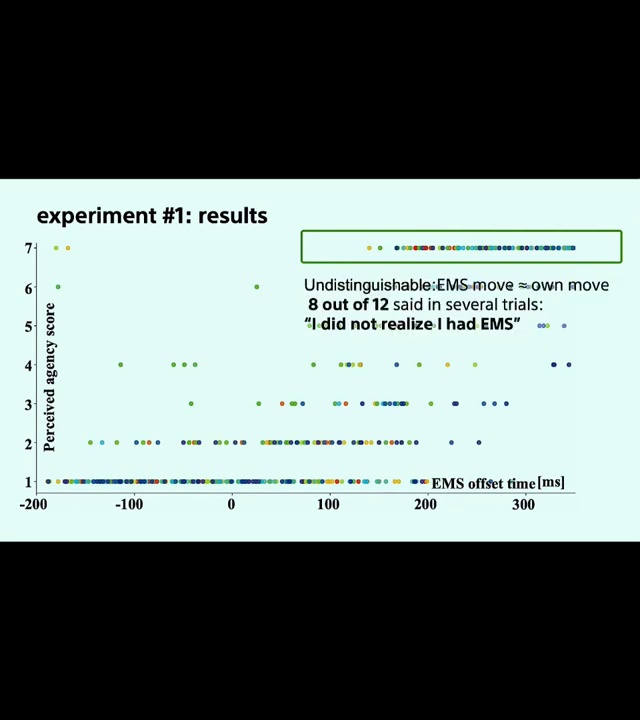 experiment #1: results
7
Undistinguishable: EMS move ≈ own move
6
8 out of 12 said in several trials:
5
"I did not realize I had EMS"
4
3
2
1
Perceived agency score
EMS offset time[ms]
-200 -100 0 100 200 300